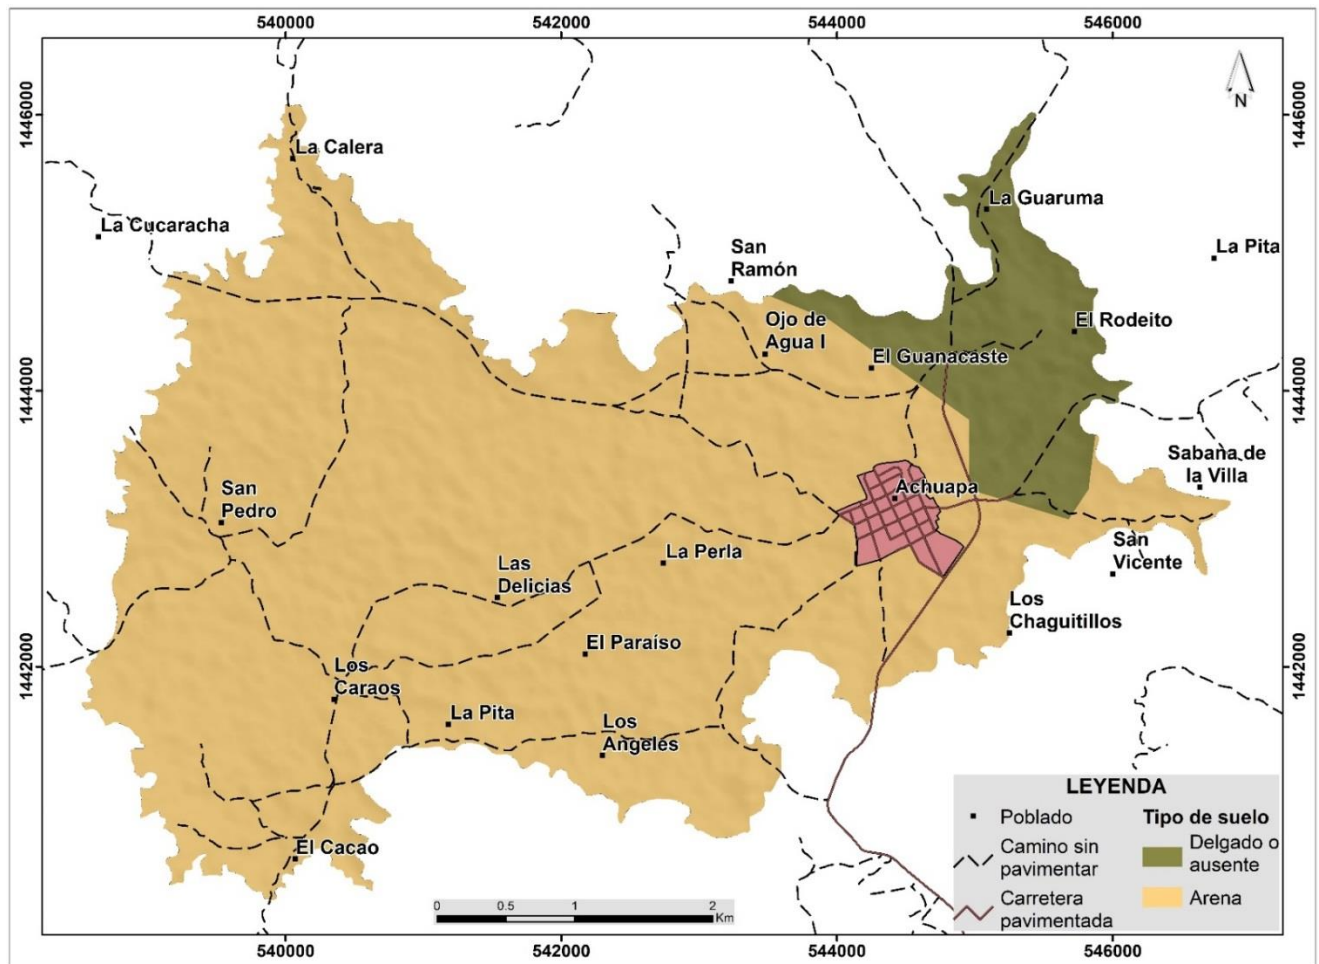 540000
542000
544000
546000
1446000
1446000
N
La Calera
La Guaruma
La Cucaracha
San
Ramón
La Pita
Ojo de
Agua I
El Rodeito
El Guanacaste
1444000
1444000
San
Pedro
Achuapa
Sabana de
la Villa
Las
Delicias
La Perla
San
Vicente
Los
Chaguitillos
El Paraíso
1442000
1442000
Los
Caraos
La Pita
Los
Angeles
El Cacao
LEYENDA
Poblado
Camino sin
pavimentar
Carretera
pavimentada
Tipo de suelo
Delgado o
ausente
Arena
0 0.5 1 2
Km
540000
542000
544000
546000